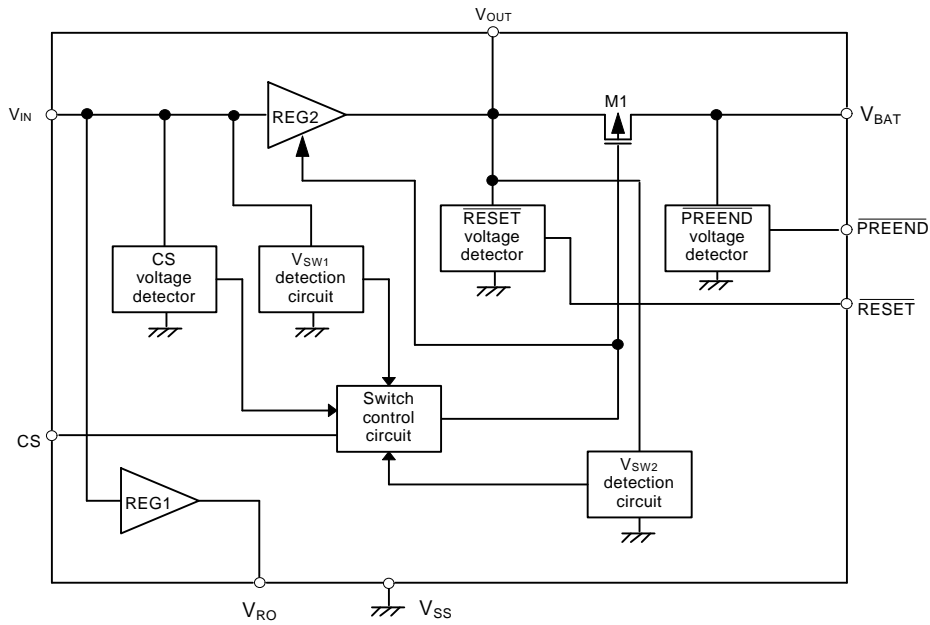 VOUT
M1
VIN
REG2
VBAT
RESET
voltage
detector
PREEND
voltage
detector
PREEND
CS
voltage
detector
VSW1
detection
circuit
RESET
Switch
control
circuit
CS
VSW2
detection
circuit
REG1
VRO
VSS